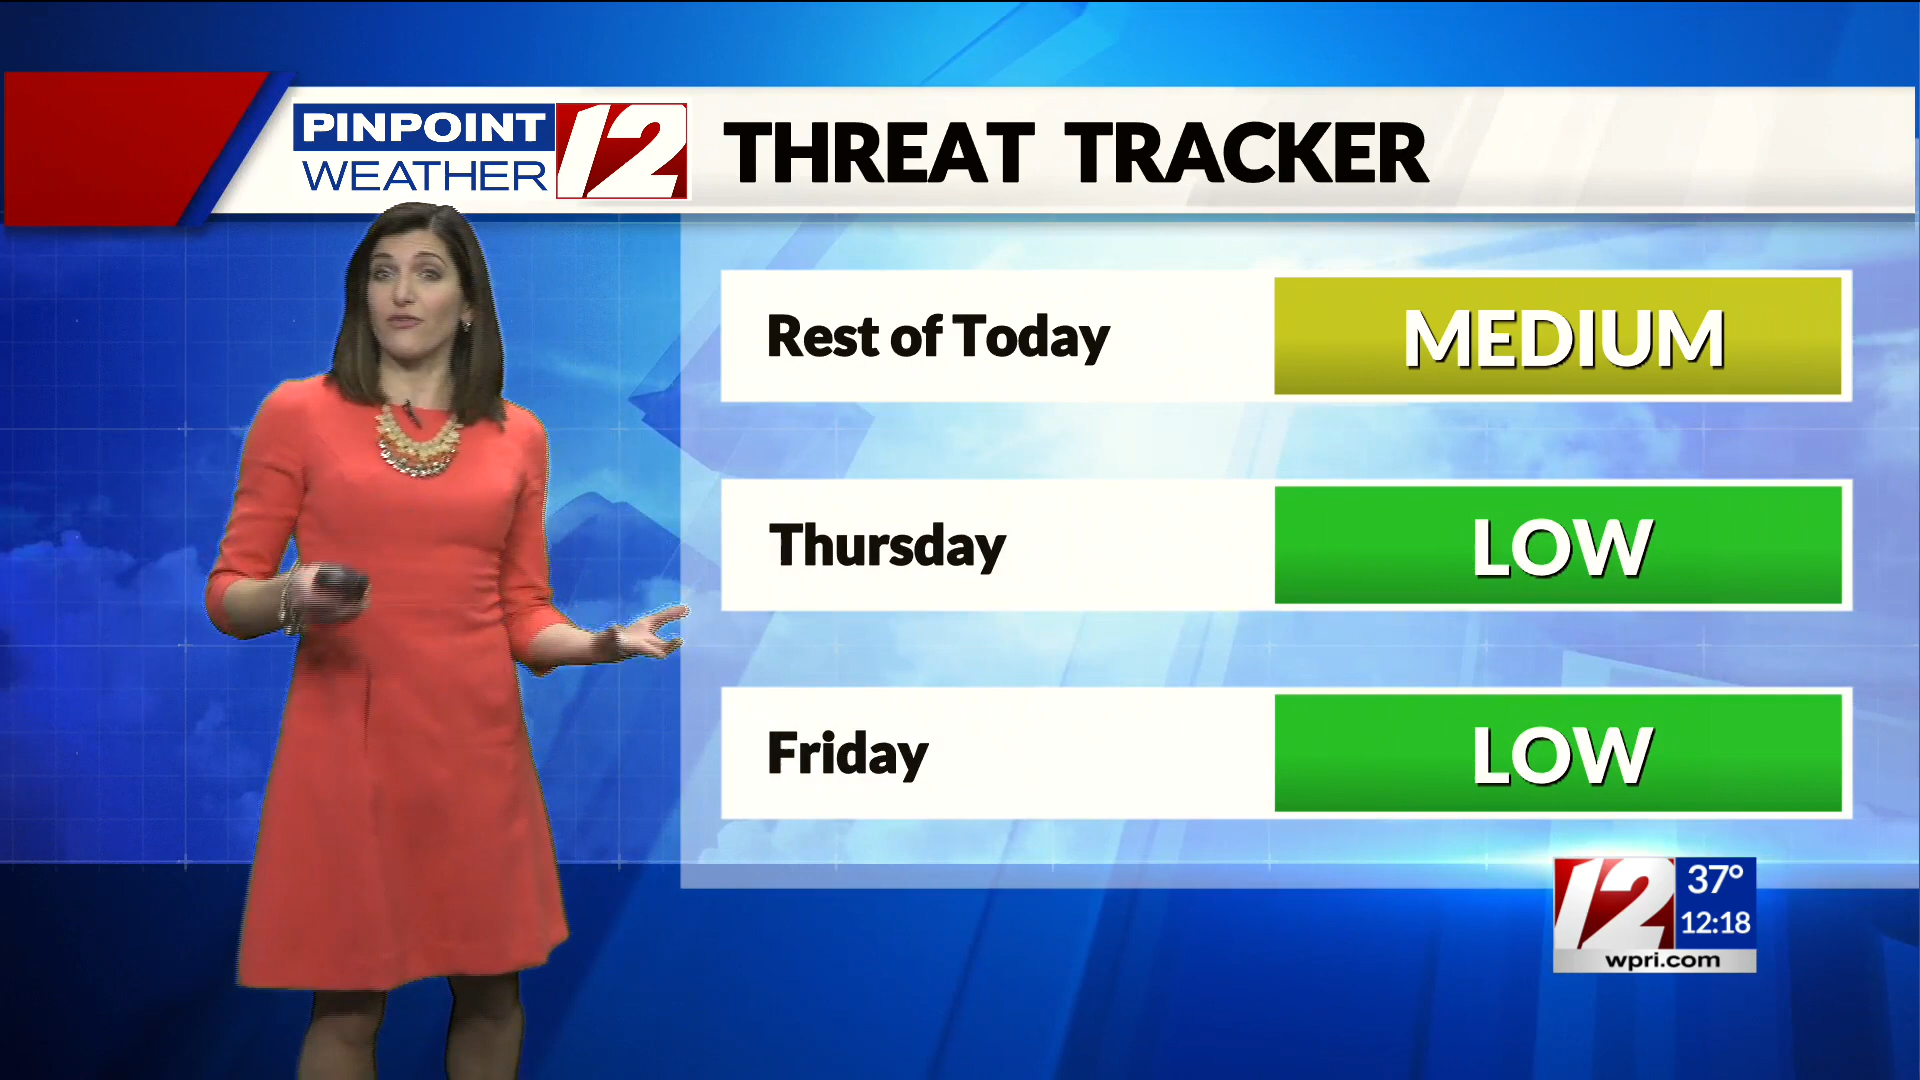 PINPOINT
WEATHER
12
THREAT TRACKER
Rest of Today
MEDIUM
Thursday
LOW
Friday
LOW
12
37°
12:18
wpri.com